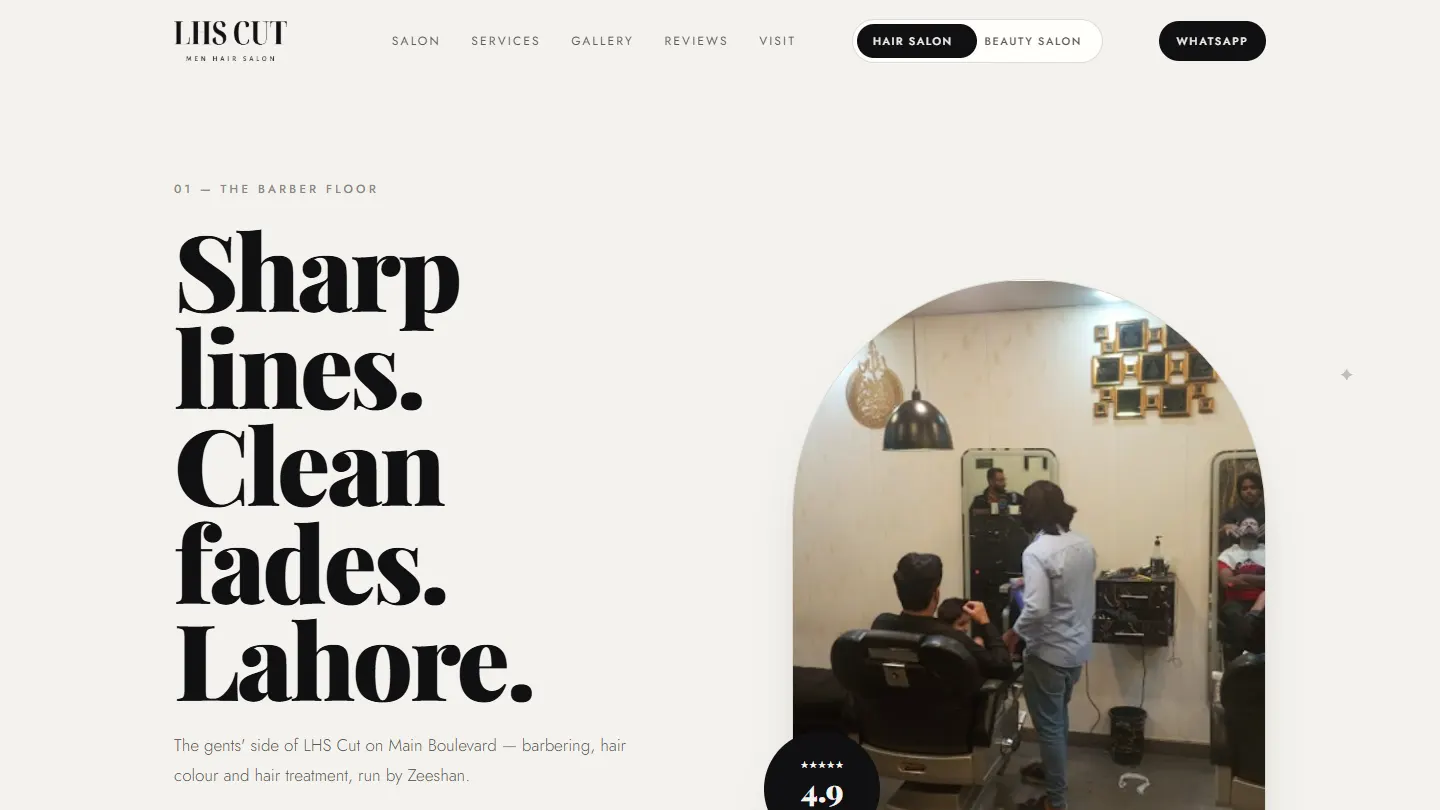 LHS CUT
MEN HAIR SALON
SALON
SERVICES
GALLERY
REVIEWS
VISIT
HAIR SALON
BEAUTY SALON
WHATSAPP
01 — THE BARBER FLOOR
Sharp
lines.
Clean
fades.
Lahore.
The gents' side of LHS Cut on Main Boulevard — barbering, hair
colour and hair treatment, run by Zeeshan.
★★★★★
4.9